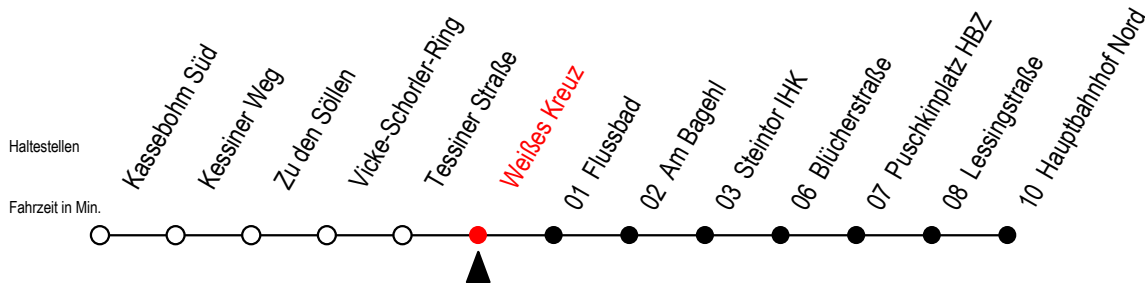 Haltestellen
Fahrzeit in Min.
Kassebohm Süd
Kessiner Weg
Zu den Söllen
Vicke-Schorler-Ring
Tessiner Straße
Weißes Kreuz
01 Flussbad
02 Am Bagehl
03 Steintor IHK
06 Blücherstraße
07 Puschkinplatz HBZ
08 Lessingstraße
10 Hauptbahnhof Nord